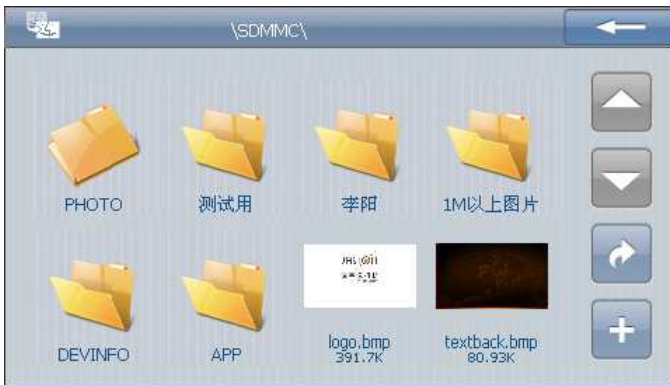 \SDMMC\
PHOTO
测试用
李阳
1M以上图片
DEVINFO
APP
logo.bmp
391.7K
textback.bmp
80.93K